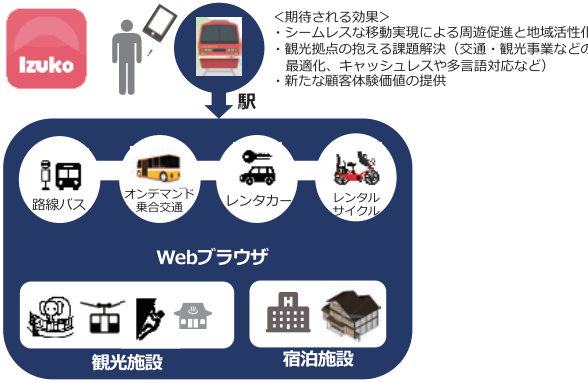 Izuko
<期待される効果>
・シームレスな移動実現による周遊促進と地域活性化
・観光拠点の抱える課題解決（交通・観光事業などの
最適化、キャッシュレスや多言語対応など）
・新たな顧客体験価値の提供
駅
路線バス
オンデマンド
乗合交通
レンタカー
レンタル
サイクル
Webブラウザ
H
観光施設
宿泊施設